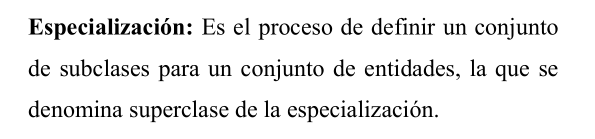 Especialización: Es el proceso de definir un conjunto
de subclases para un conjunto de entidades, la que se
denomina superclase de la especialización.